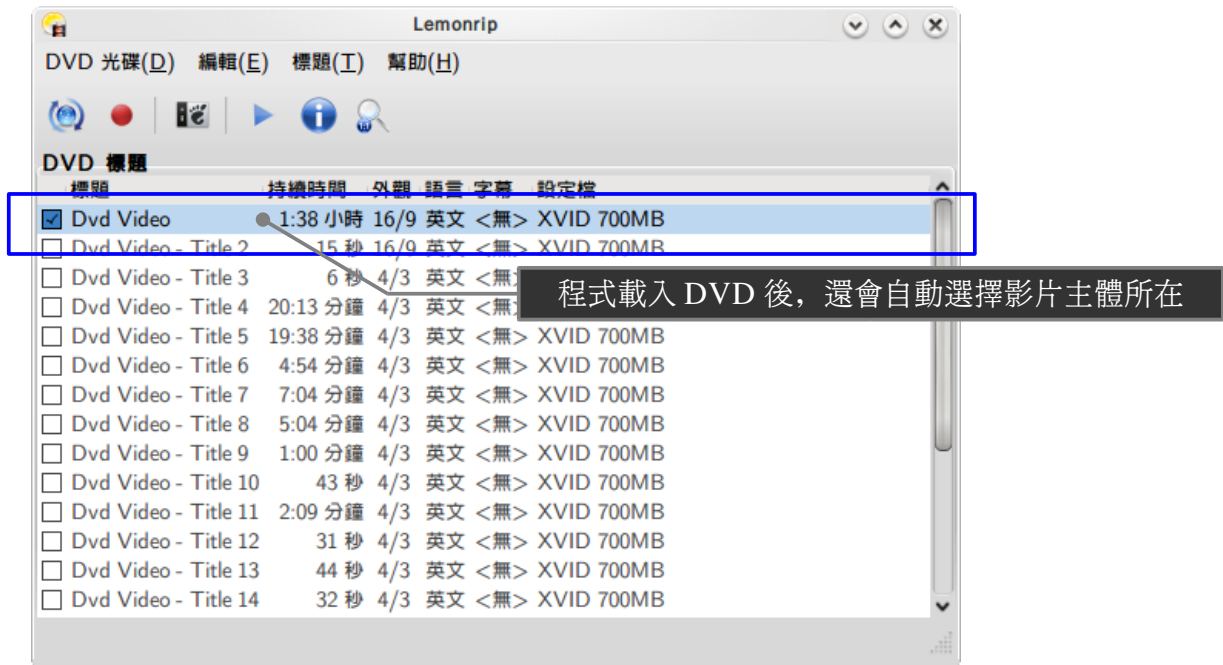 Lemonrip
DVD 光碟(D) 編輯(E) 標題(T) 幫助(H)
DVD 標題
標題 持續時間 外觀 語言 字幕 設定檔
Dvd Video 1:38 小時 16/9 英文 <無> XVID 700MB
Dvd Video - Title 2 15 秒 16/9 英文 <無> XVID 700MB
Dvd Video - Title 3 6 秒 4/3 英文 <無>
程式載入 DVD 後，還會自動選擇影片主體所在
Dvd Video - Title 4 20:13 分鐘 4/3 英文 <無>
Dvd Video - Title 5 19:38 分鐘 4/3 英文 <無> XVID 700MB
Dvd Video - Title 6 4:54 分鐘 4/3 英文 <無> XVID 700MB
Dvd Video - Title 7 7:04 分鐘 4/3 英文 <無> XVID 700MB
Dvd Video - Title 8 5:04 分鐘 4/3 英文 <無> XVID 700MB
Dvd Video - Title 9 1:00 分鐘 4/3 英文 <無> XVID 700MB
Dvd Video - Title 10 43 秒 4/3 英文 <無> XVID 700MB
Dvd Video - Title 11 2:09 分鐘 4/3 英文 <無> XVID 700MB
Dvd Video - Title 12 31 秒 4/3 英文 <無> XVID 700MB
Dvd Video - Title 13 44 秒 4/3 英文 <無> XVID 700MB
Dvd Video - Title 14 32 秒 4/3 英文 <無> XVID 700MB